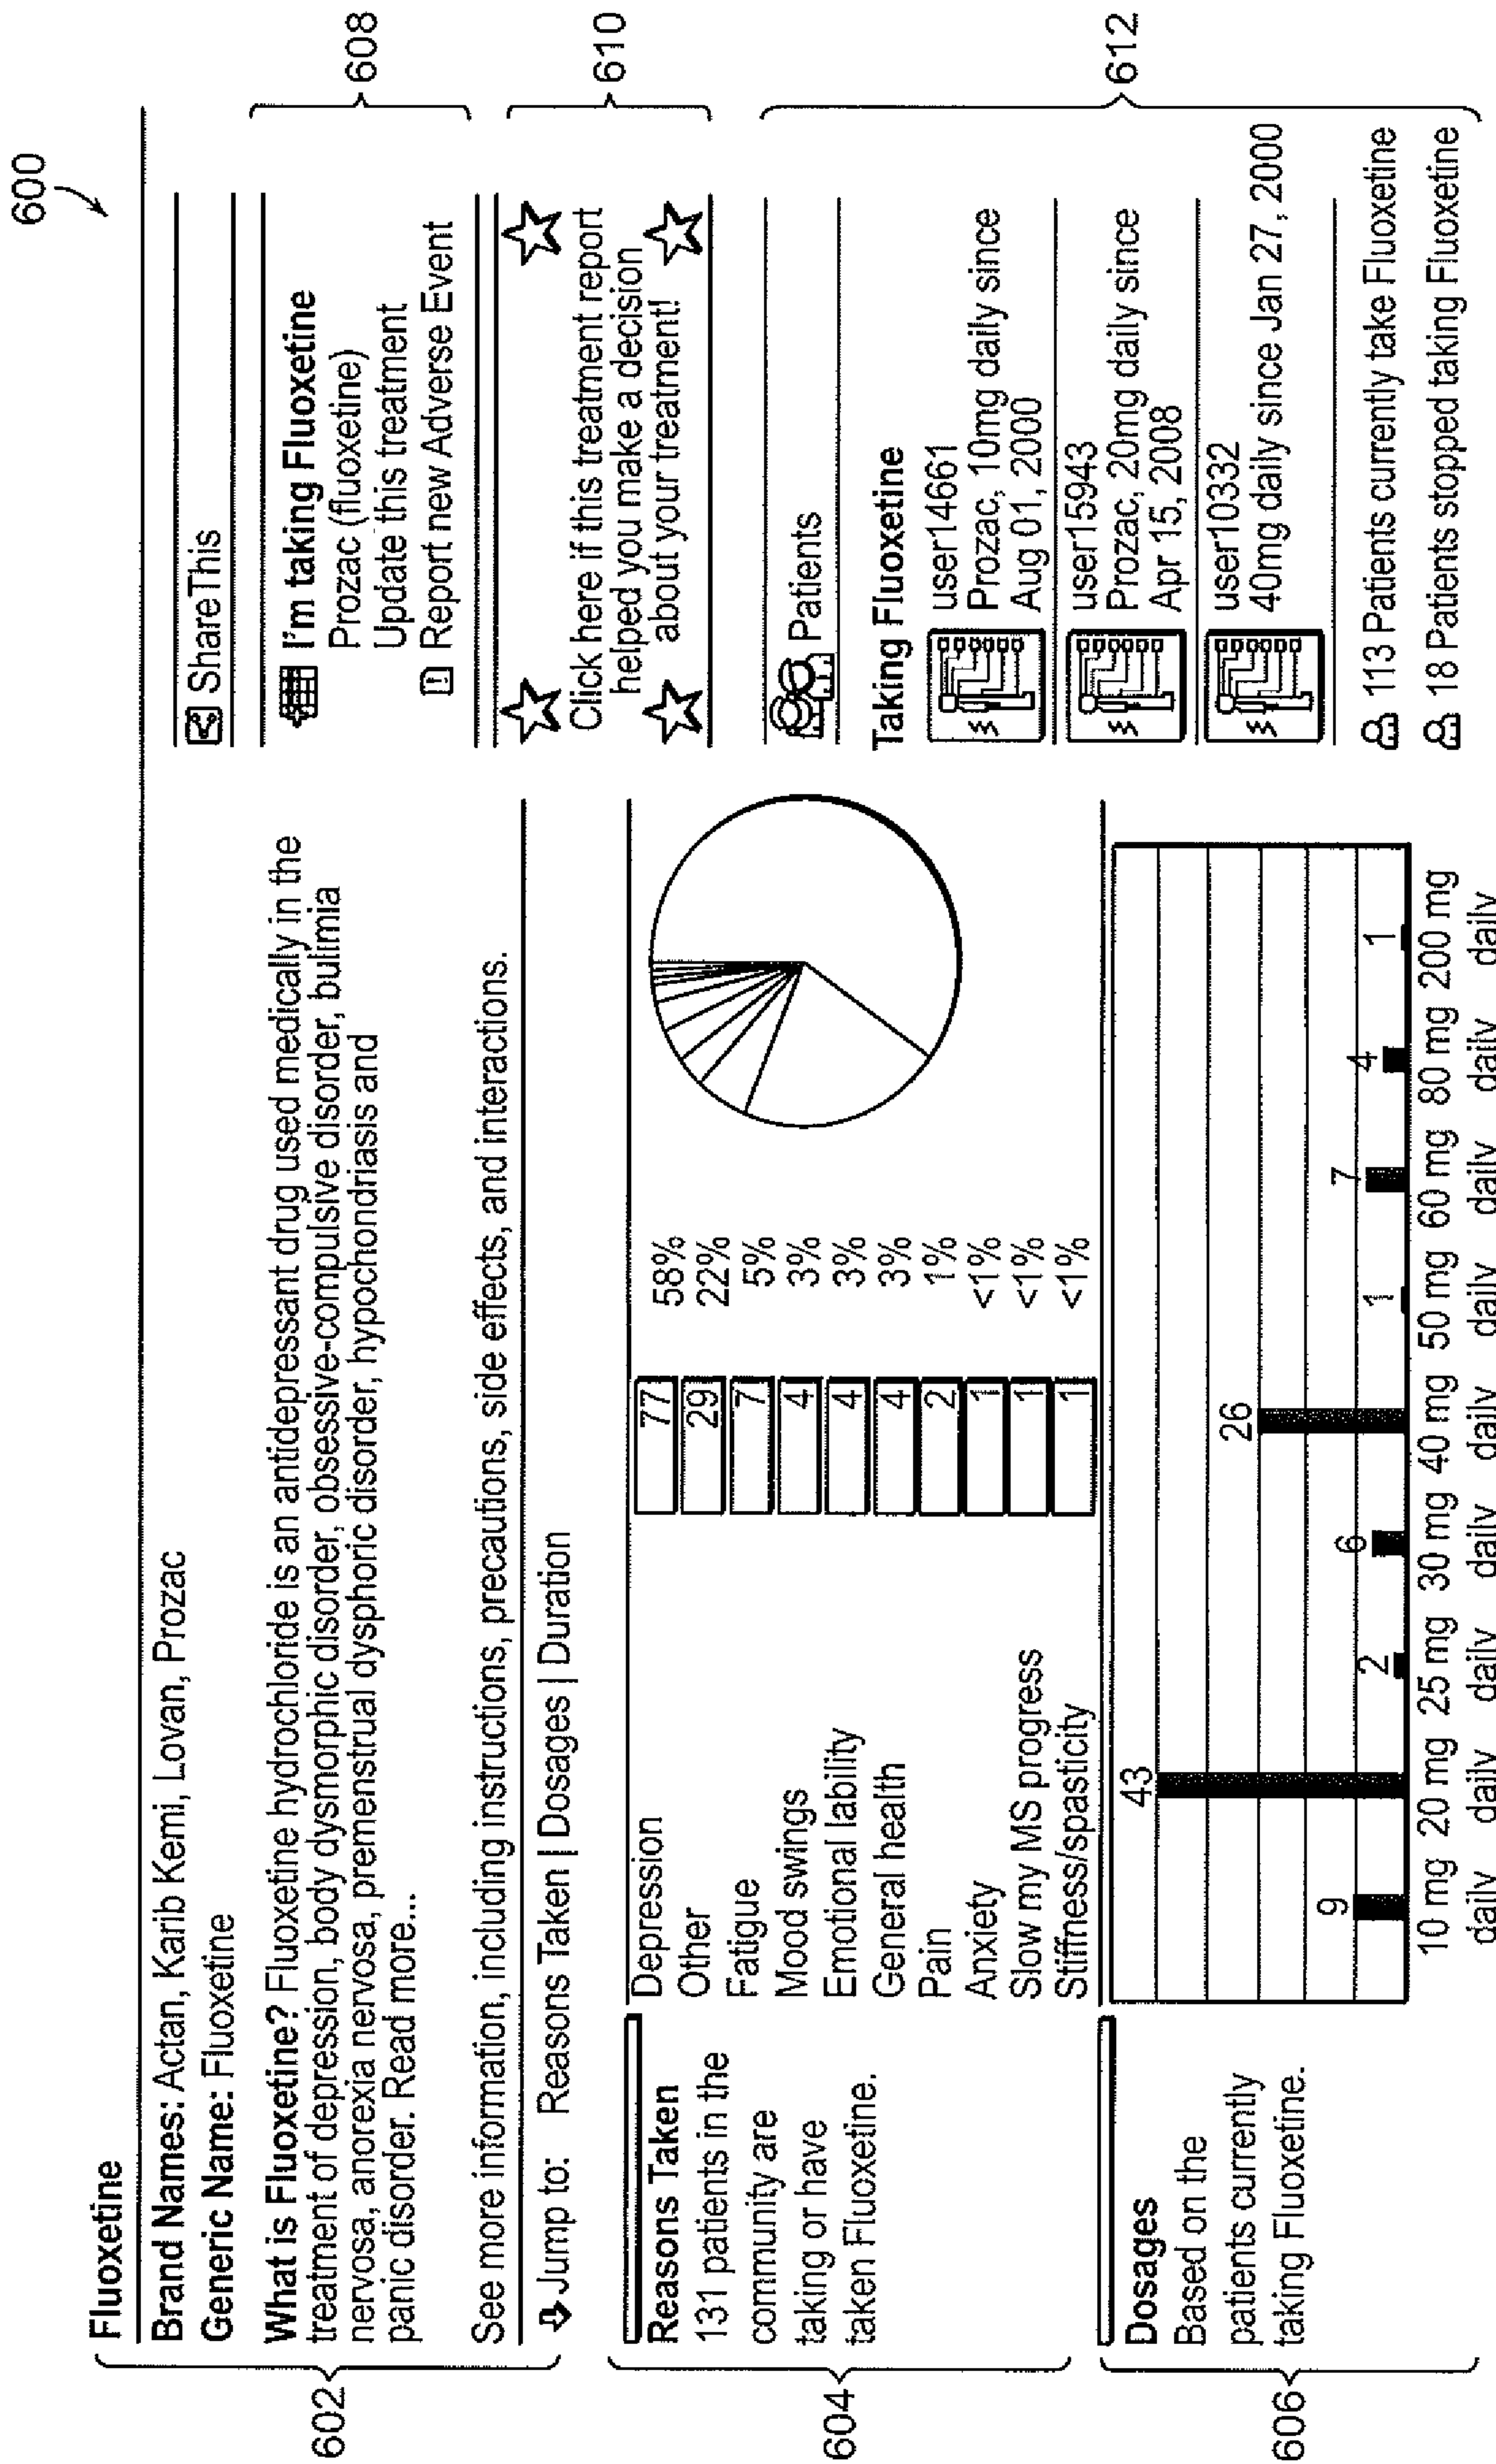 600
Fluoxetine
Brand Names: Actan, Karib Kemi, Lovan, Prozac
Generic Name: Fluoxetine
What is Fluoxetine? Fluoxetine hydrochloride is an antidepressant drug used medically in the
treatment of depression, body dysmorphic disorder, obsessive-compulsive disorder, bulimia
nervosa, anorexia nervosa, premenstrual dysphoric disorder, hypochondriasis and
panic disorder. Read more...
See more information, including instructions, precautions, side effects, and interactions.
Jump to: Reasons Taken | Dosages | Duration
602
ShareThis
I'm taking Fluoxetine
Prozac (fluoxetine)
Update this treatment
Report new Adverse Event
608
Click here if this treatment report
helped you make a decision
about your treatment!
610
Reasons Taken
131 patients in the
community are
taking or have
taken Fluoxetine.
604
Depression 77 58%
Other 29 22%
Fatigue 7 5%
Mood swings 4 3%
Emotional lability 4 3%
General health 4 3%
Pain 2 1%
Anxiety 1 <1%
Slow my MS progress 1 <1%
Stiffness/spasticity 1 <1%
Patients
Taking Fluoxetine
user14661
Prozac, 10mg daily since
Aug 01, 2000
user15943
Prozac, 20mg daily since
Apr 15, 2008
user10332
40mg daily since Jan 27, 2000
113 Patients currently take Fluoxetine
18 Patients stopped taking Fluoxetine
612
Dosages
Based on the
patients currently
taking Fluoxetine.
606
9 43 2 6 26 1 7 4 1
10 mg 20 mg 25 mg 30 mg 40 mg 50 mg 60 mg 80 mg 200 mg
daily daily daily daily daily daily daily daily daily